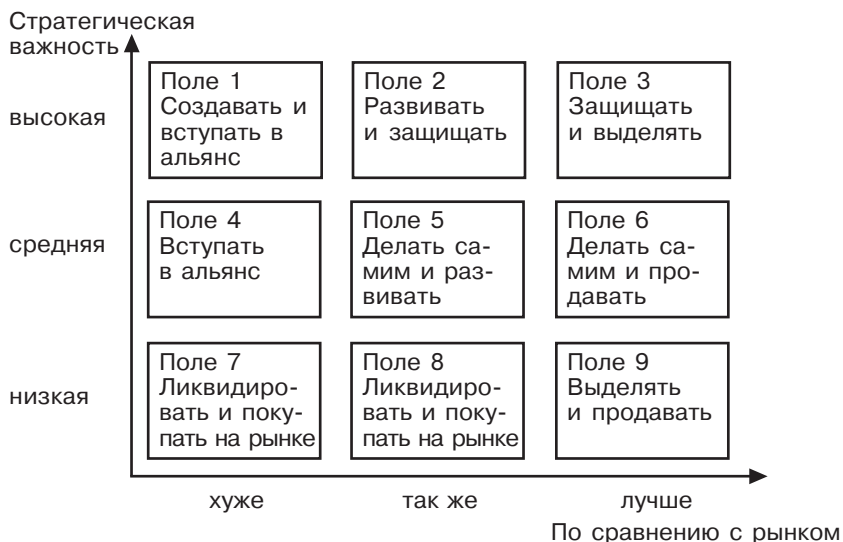 Стратегическая
важность
высокая
Поле 1
Создавать и
вступать в
альянс
Поле 2
Развивать
и защищать
Поле 3
Защищать
и выделять
средняя
Поле 4
Вступать
в альянс
Поле 5
Делать са-
мим и раз-
вивать
Поле 6
Делать са-
мим и про-
давать
низкая
Поле 7
Ликвидиро-
вать и поку-
пать на рынке
Поле 8
Ликвидиро-
вать и поку-
пать на рынке
Поле 9
Выделять
и продавать
хуже
так же
лучше
По сравнению с рынком